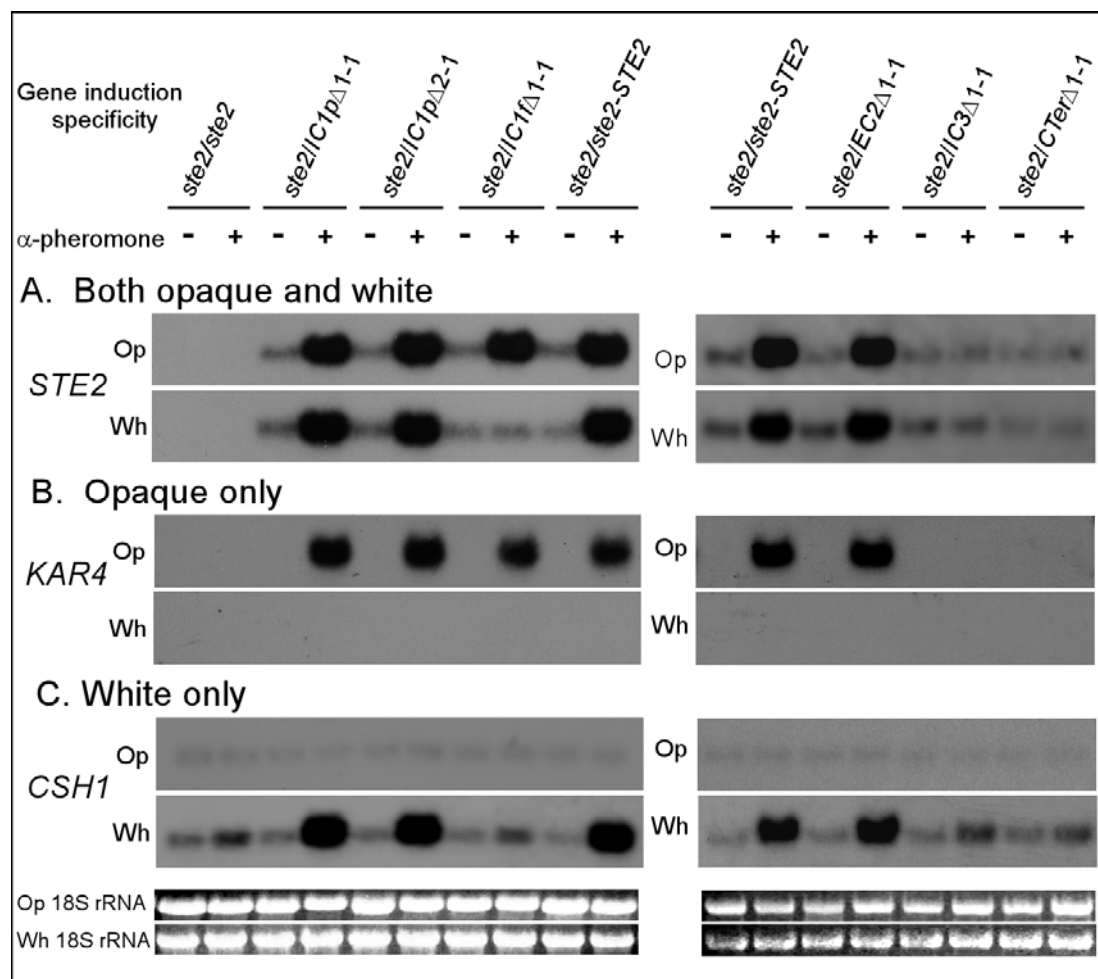 Gene induction
specificity
ste2/ste2
ste2/IC1pΔ1-1
ste2/IC1pΔ2-1
ste2/IC1fΔ1-1
ste2/ste2-STE2
ste2/ste2-STE2
ste2/EC2Δ1-1
ste2/IC3Δ1-1
ste2/CTerΔ1-1
α-pheromone - + - + - + - + - + - + - + - + - +
A. Both opaque and white
STE2
Op
Wh
Op
Wh
B. Opaque only
KAR4
Op
Wh
Op
Wh
C. White only
CSH1
Op
Wh
Op
Wh
Op 18S rRNA
Wh 18S rRNA